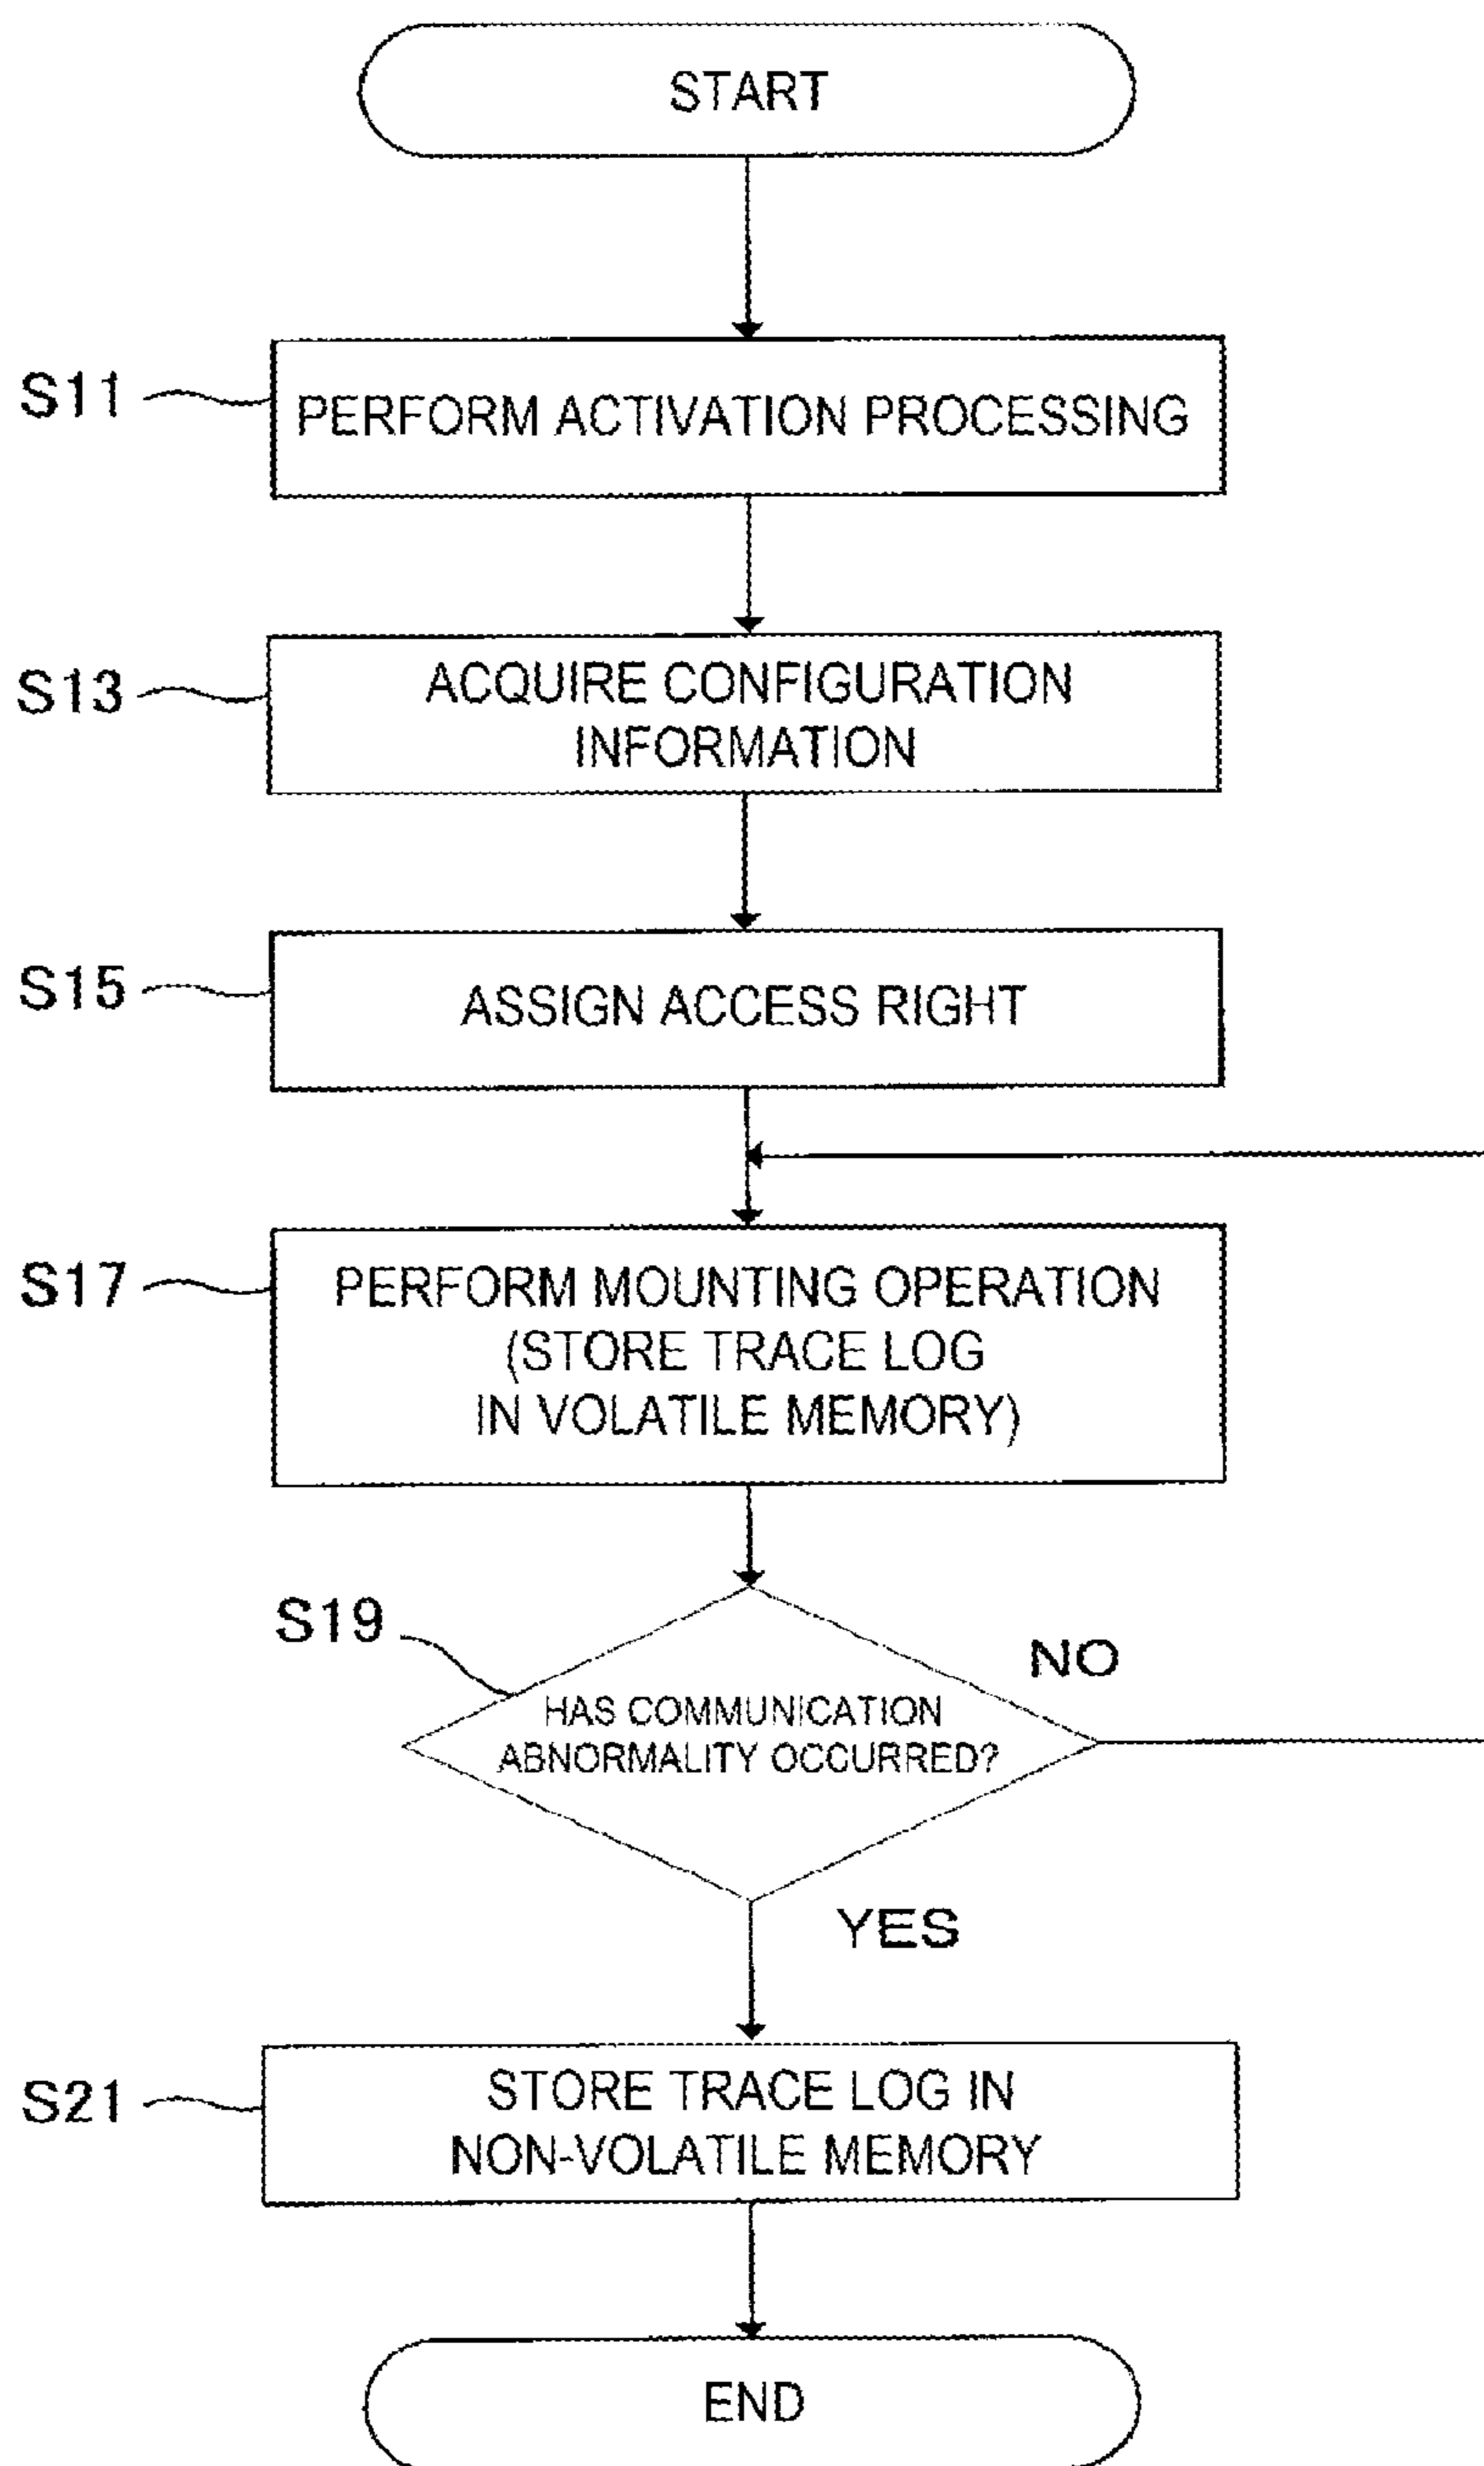 START
S11
PERFORM ACTIVATION PROCESSING
S13
ACQUIRE CONFIGURATION
INFORMATION
S15
ASSIGN ACCESS RIGHT
S17
PERFORM MOUNTING OPERATION
(STORE TRACE LOG
IN VOLATILE MEMORY)
S19
NO
HAS COMMUNICATION
ABNORMALITY OCCURRED?
YES
S21
STORE TRACE LOG IN
NON-VOLATILE MEMORY
END